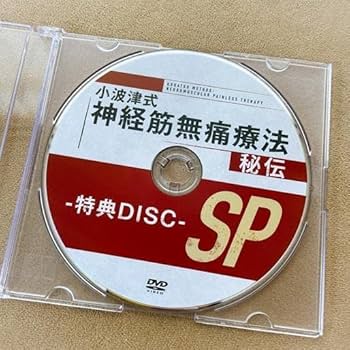 KOHATSU METHOD:
NEUROMUSCULAR PAINLESS THERAPY
小波津式
神経筋無痛療法
秘伝
-特典DISC-
SP
DVD
VIDEO